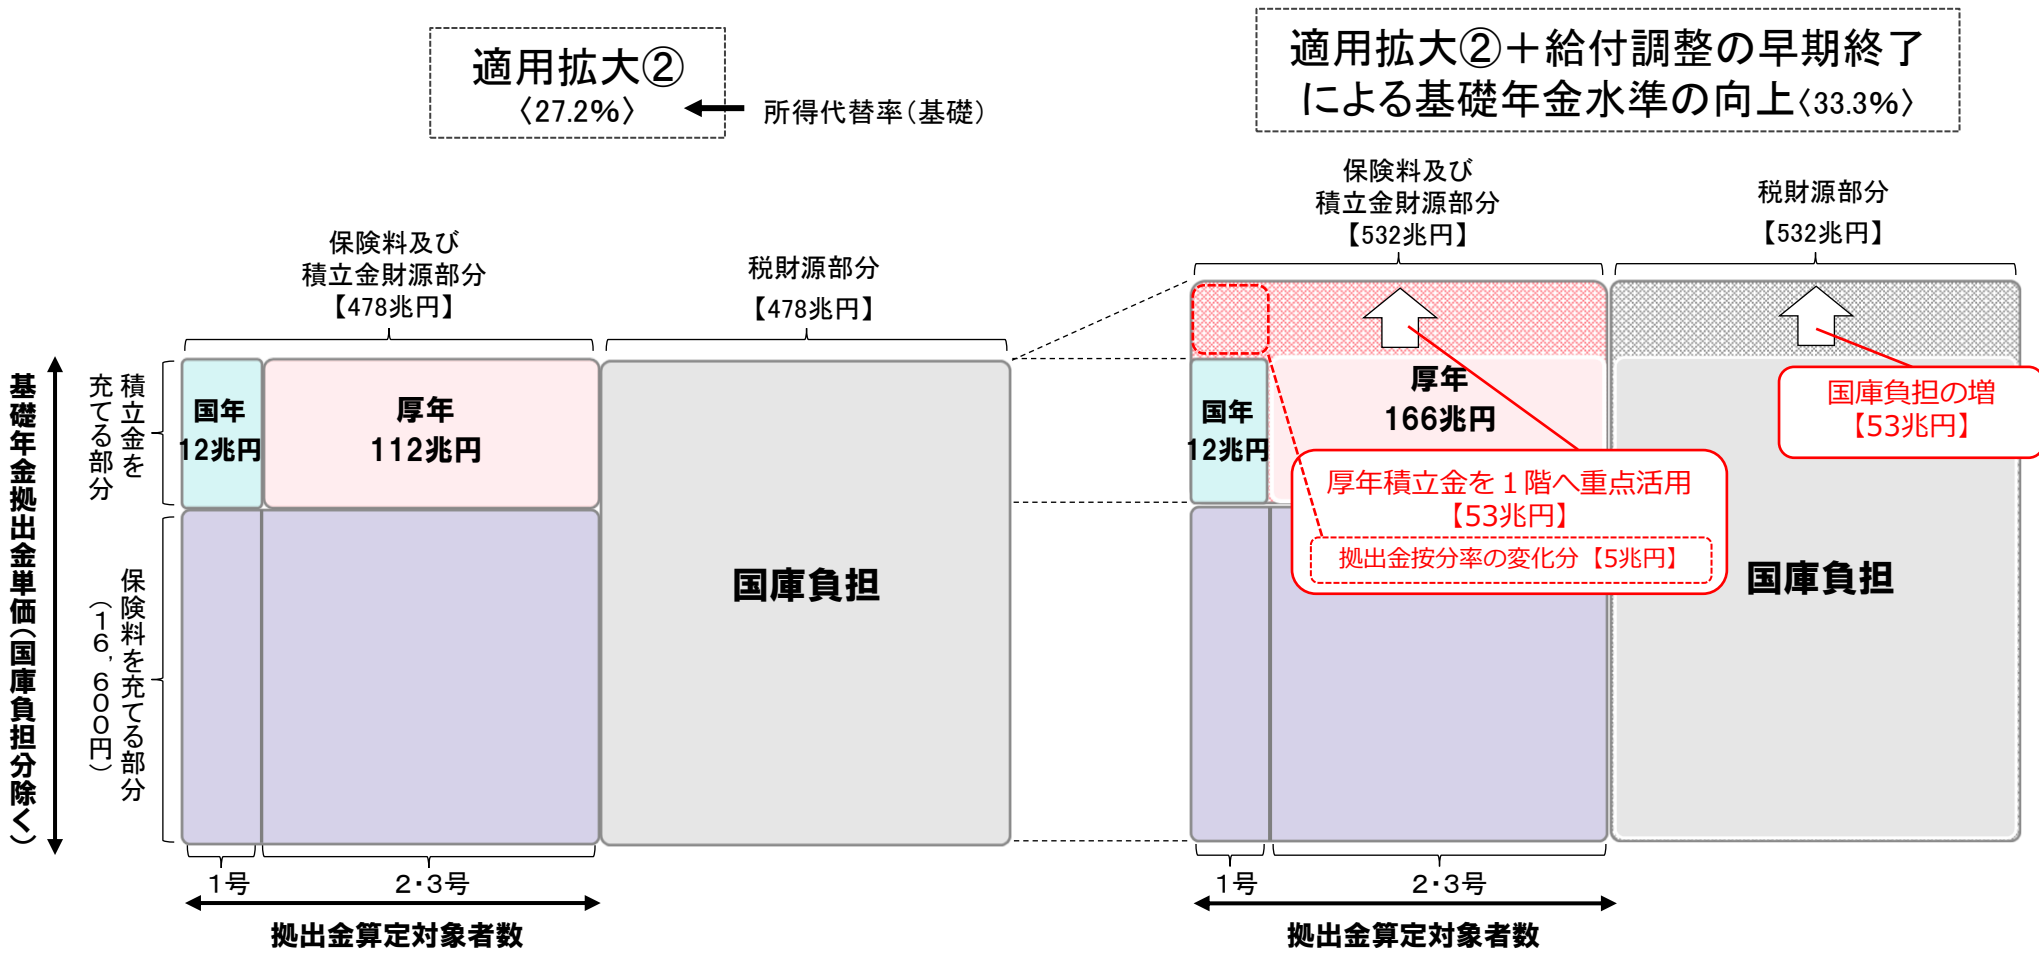 適用拡大②
〈27.2%〉
所得代替率（基礎）
適用拡大②＋給付調整の早期終了
による基礎年金水準の向上〈33.3%〉
保険料及び
積立金財源部分
【478兆円】
税財源部分
【478兆円】
基礎年金拠出金単価（国庫負担分除く）
積立金を
充てる部分
保険料を充てる部分
（１６，６００円）
国年
12兆円
厚年
112兆円
国庫負担
1号
2・3号
拠出金算定対象者数
保険料及び
積立金財源部分
【532兆円】
税財源部分
【532兆円】
国年
12兆円
厚年
166兆円
厚年積立金を１階へ重点活用
【53兆円】
拠出金按分率の変化分【5兆円】
国庫負担の増
【53兆円】
国庫負担
1号
2・3号
拠出金算定対象者数